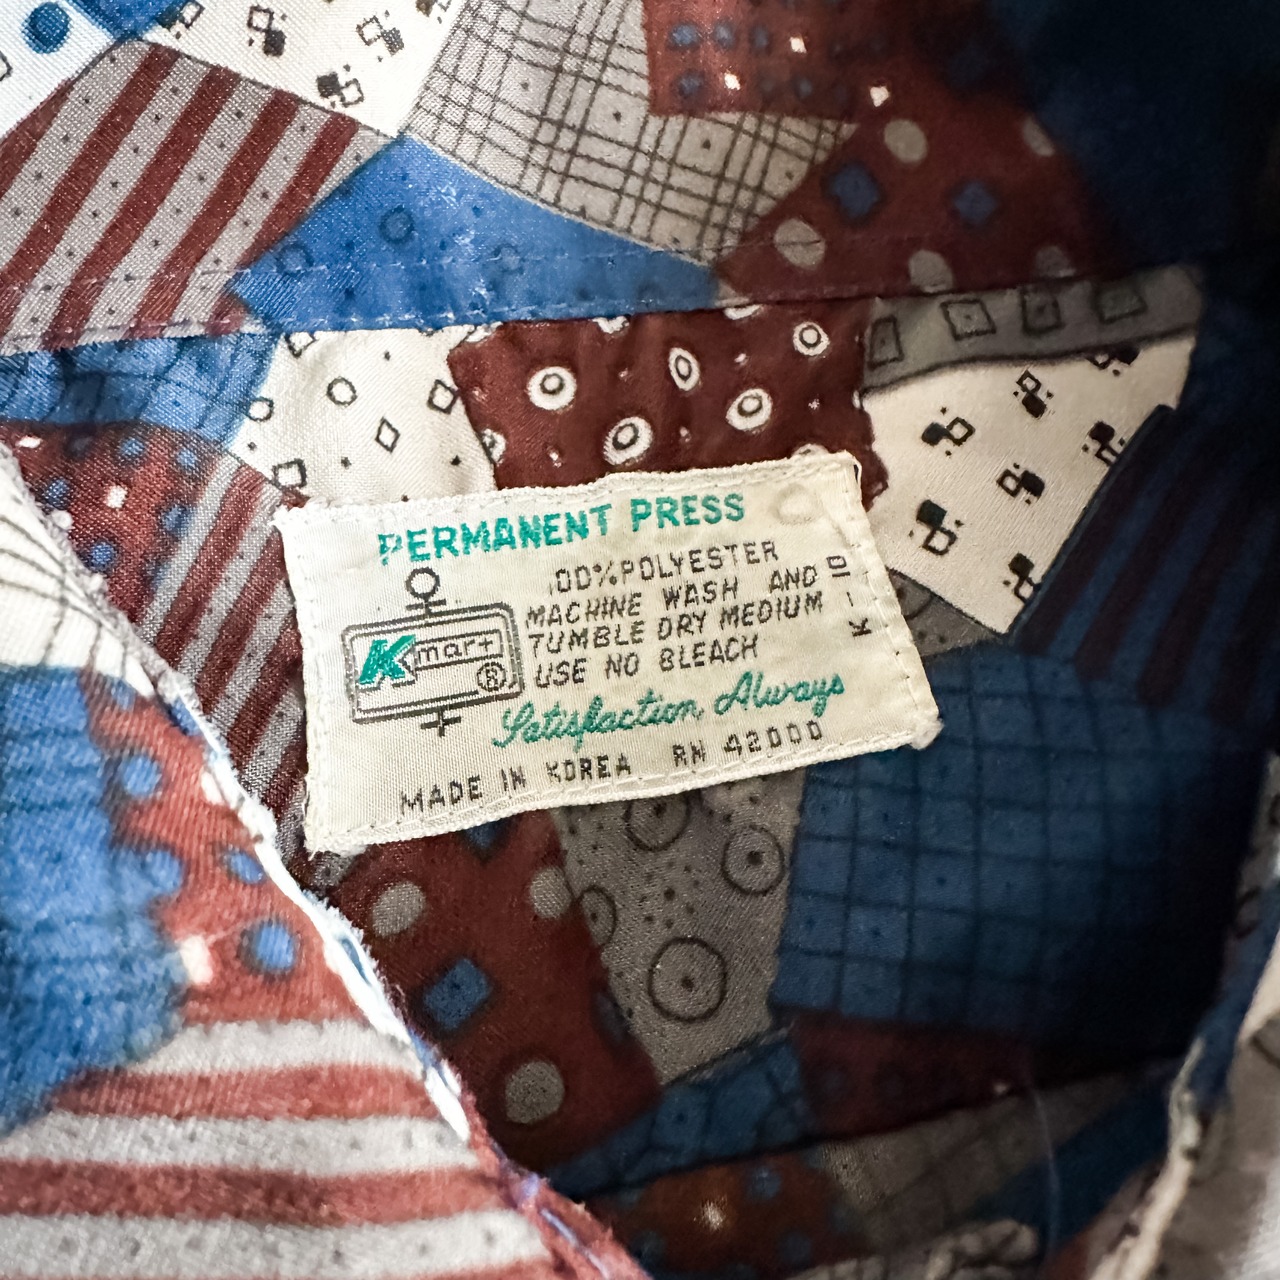 PERMANENT PRESS
100% POLYESTER
MACHINE WASH AND
TUMBLE DRY MEDIUM
USE NO BLEACH
K-10
Kmart®
Satisfaction Always
MADE IN KOREA RN 42000